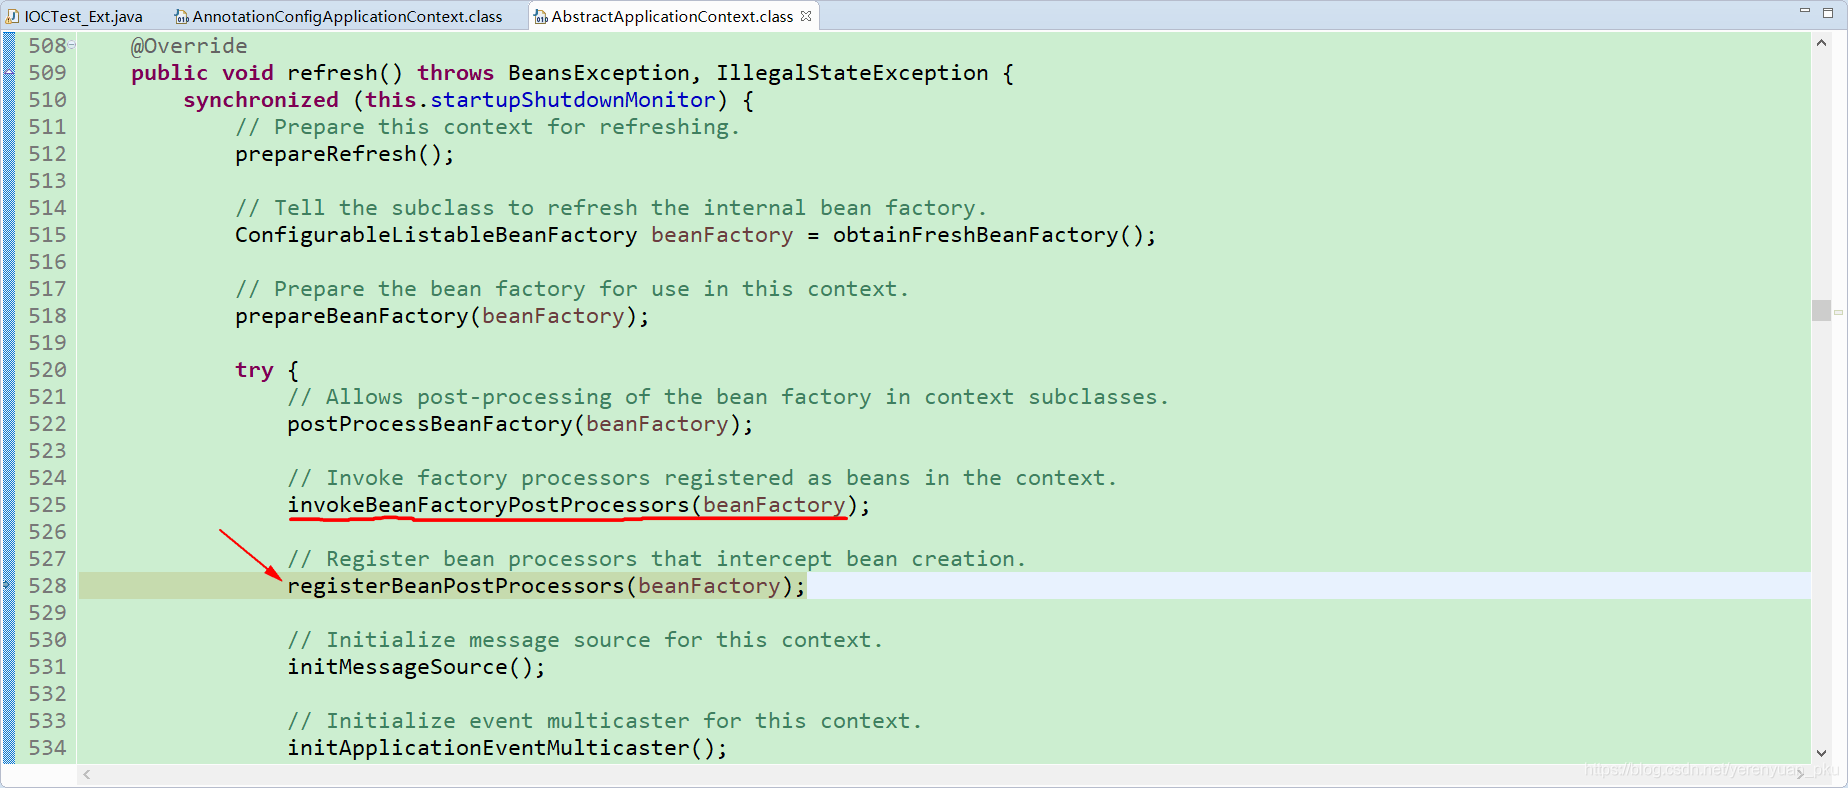 IOCTest_Ext.java AnnotationConfigApplicationContext.class AbstractApplicationContext.class
508 @Override
509 public void refresh() throws BeansException, IllegalStateException {
510 synchronized (this.startupShutdownMonitor) {
511 // Prepare this context for refreshing.
512 prepareRefresh();
513
514 // Tell the subclass to refresh the internal bean factory.
515 ConfigurableListableBeanFactory beanFactory = obtainFreshBeanFactory();
516
517 // Prepare the bean factory for use in this context.
518 prepareBeanFactory(beanFactory);
519
520 try {
521 // Allows post-processing of the bean factory in context subclasses.
522 postProcessBeanFactory(beanFactory);
523
524 // Invoke factory processors registered as beans in the context.
525 invokeBeanFactoryPostProcessors(beanFactory);
526
527 // Register bean processors that intercept bean creation.
528 registerBeanPostProcessors(beanFactory);
529
530 // Initialize message source for this context.
531 initMessageSource();
532
533 // Initialize event multicaster for this context.
534 initApplicationEventMulticaster();
https://blog.csdn.net/yerenyuan_pku